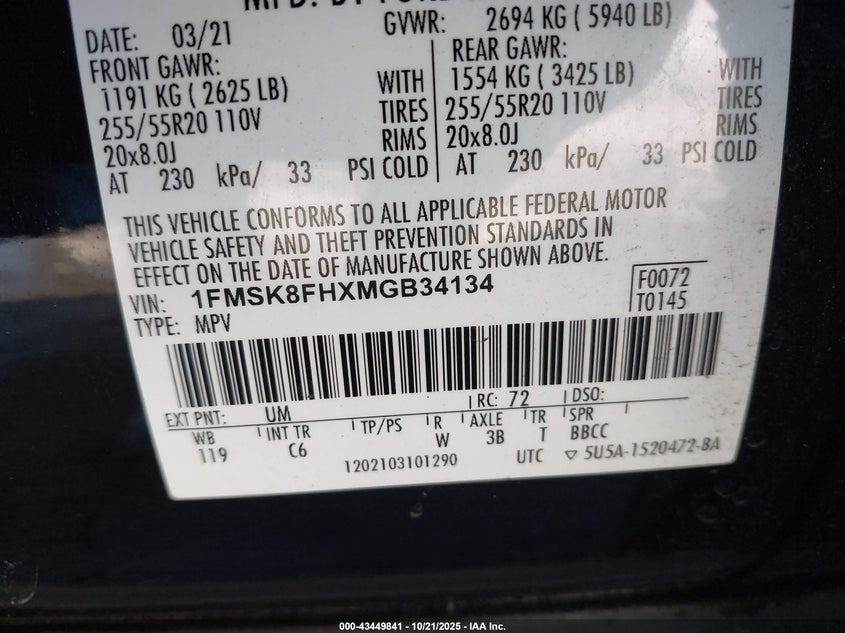 MFD. BY FORD
DATE: 03/21 GVWR: 2694 KG ( 5940 LB)
FRONT GAWR: REAR GAWR:
1191 KG ( 2625 LB) WITH 1554 KG ( 3425 LB) WITH
255/55R20 110V TIRES 255/55R20 110V TIRES
20x8.0J RIMS 20x8.0J RIMS
AT 230 kPa/ 33 PSI COLD AT 230 kPa/ 33 PSI COLD
THIS VEHICLE CONFORMS TO ALL APPLICABLE FEDERAL MOTOR
VEHICLE SAFETY AND THEFT PREVENTION STANDARDS IN
EFFECT ON THE DATE OF MANUFACTURE SHOWN ABOVE.
VIN: 1FMSK8FHXMGB34134 F0072
TYPE: MPV T0145
EXT PNT: UM RC: 72 DSO:
WB INT TR TP/PS R AXLE TR SPR
119 C6 W 3B T BBCC
1202103101290 UTC ▽ 5U5A-1520472-BA
000-43449841 - 10/21/2025 - IAA Inc.